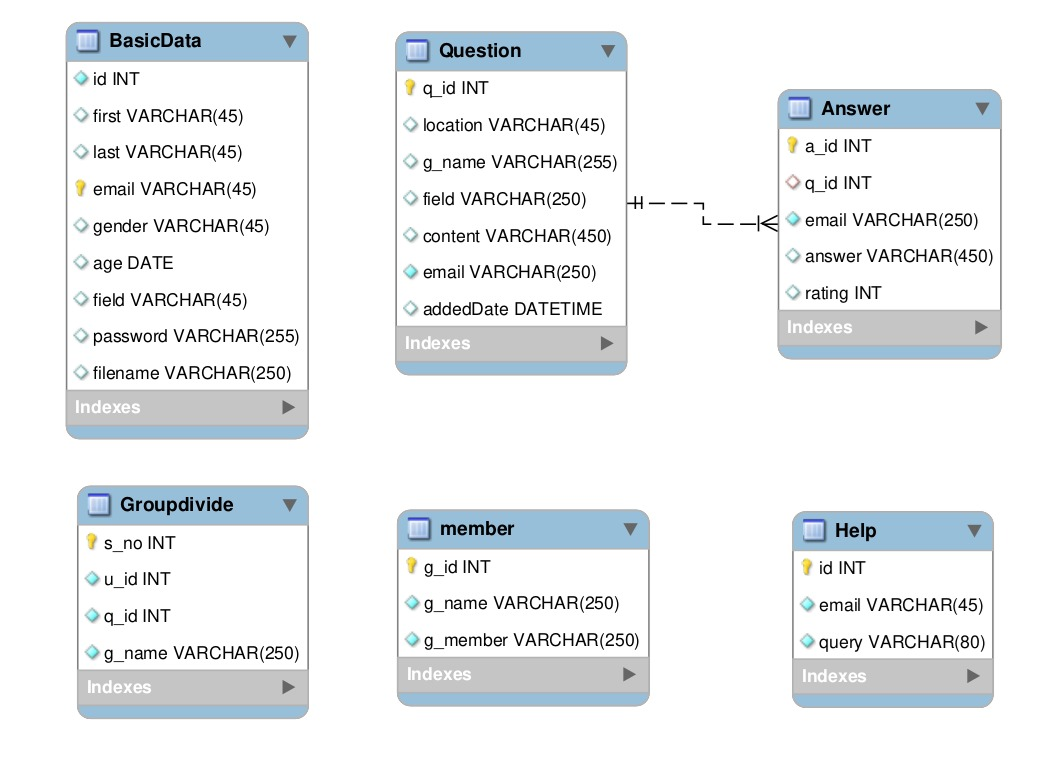 BasicData
id INT
first VARCHAR(45)
last VARCHAR(45)
email VARCHAR(45)
gender VARCHAR(45)
age DATE
field VARCHAR(45)
password VARCHAR(255)
filename VARCHAR(250)
Indexes
Question
q_id INT
location VARCHAR(45)
g_name VARCHAR(255)
field VARCHAR(250)
content VARCHAR(450)
email VARCHAR(250)
addedDate DATETIME
Indexes
Answer
a_id INT
q_id INT
email VARCHAR(250)
answer VARCHAR(450)
rating INT
Indexes
Groupdivide
s_no INT
u_id INT
q_id INT
g_name VARCHAR(250)
Indexes
member
g_id INT
g_name VARCHAR(250)
g_member VARCHAR(250)
Indexes
Help
id INT
email VARCHAR(45)
query VARCHAR(80)
Indexes